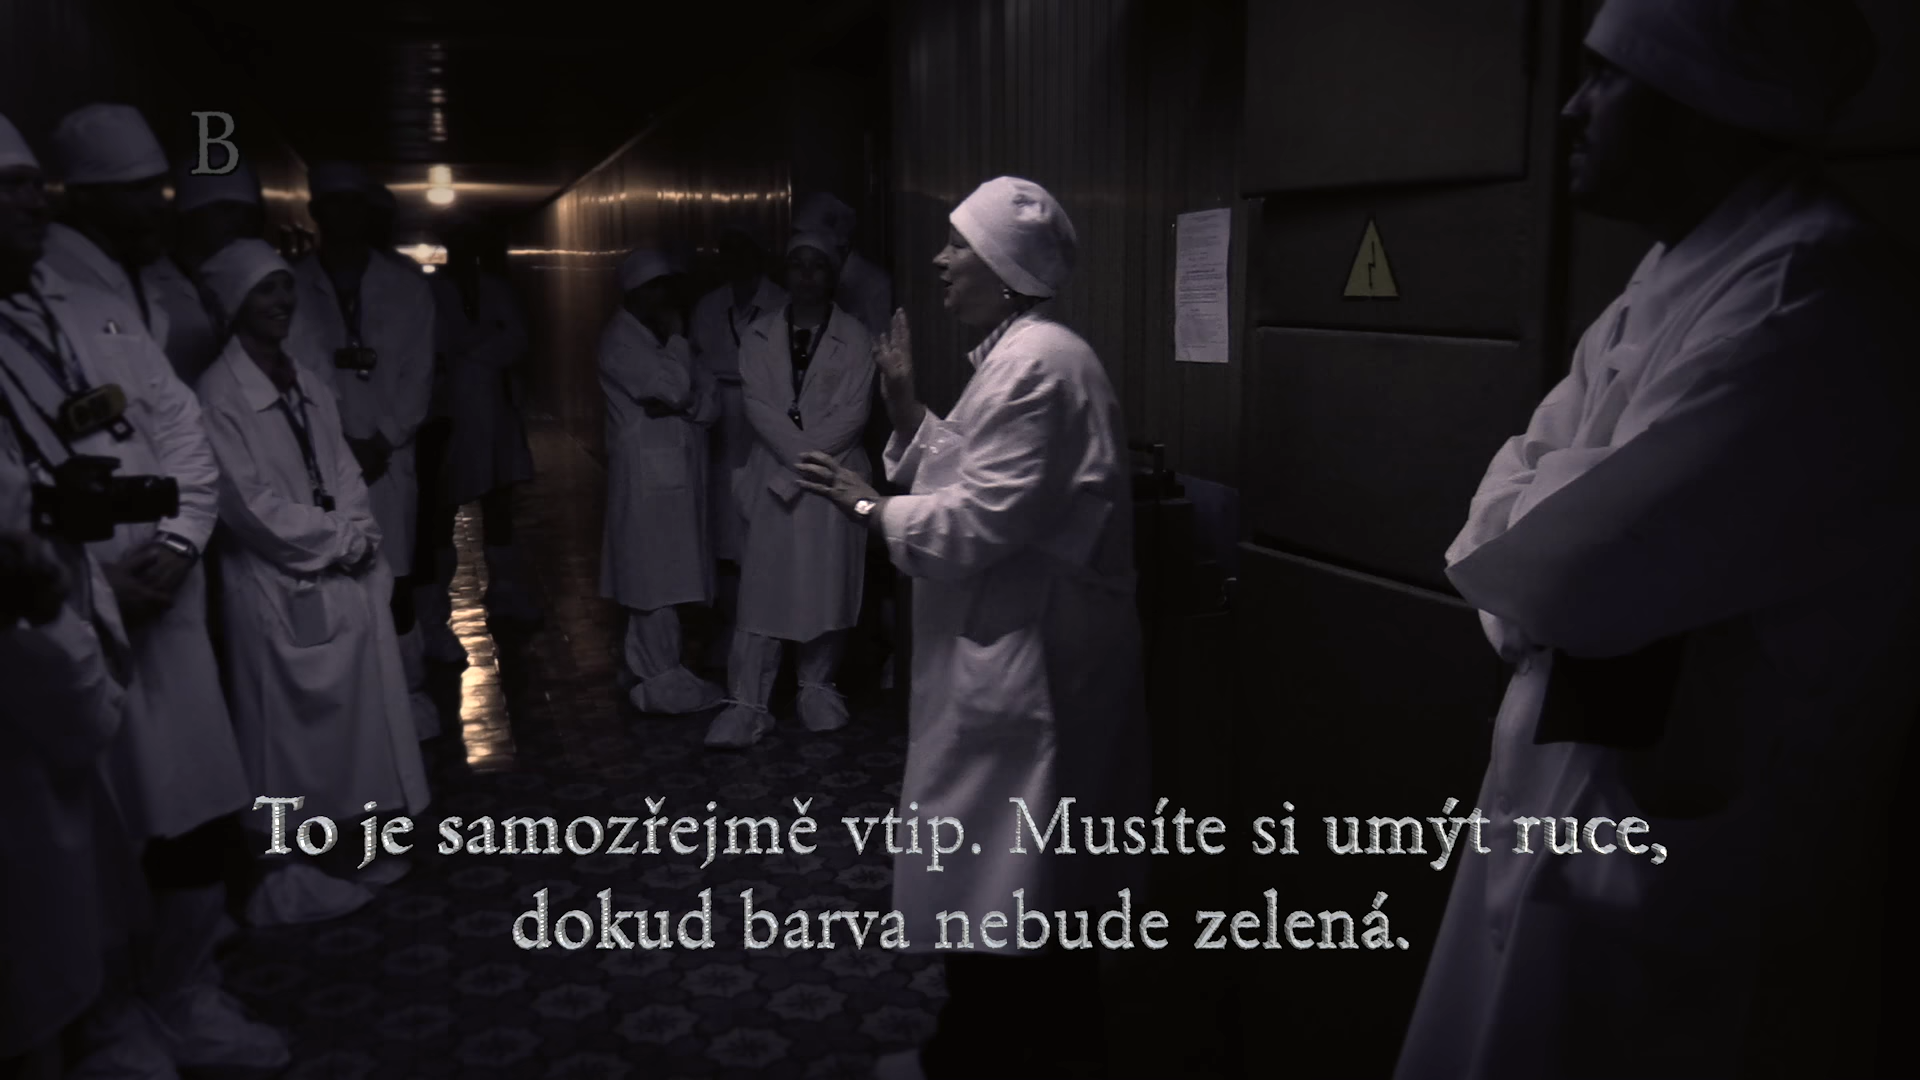 B
To je samozřejmě vtip. Musíte si umýt ruce,
dokud barva nebude zelená.